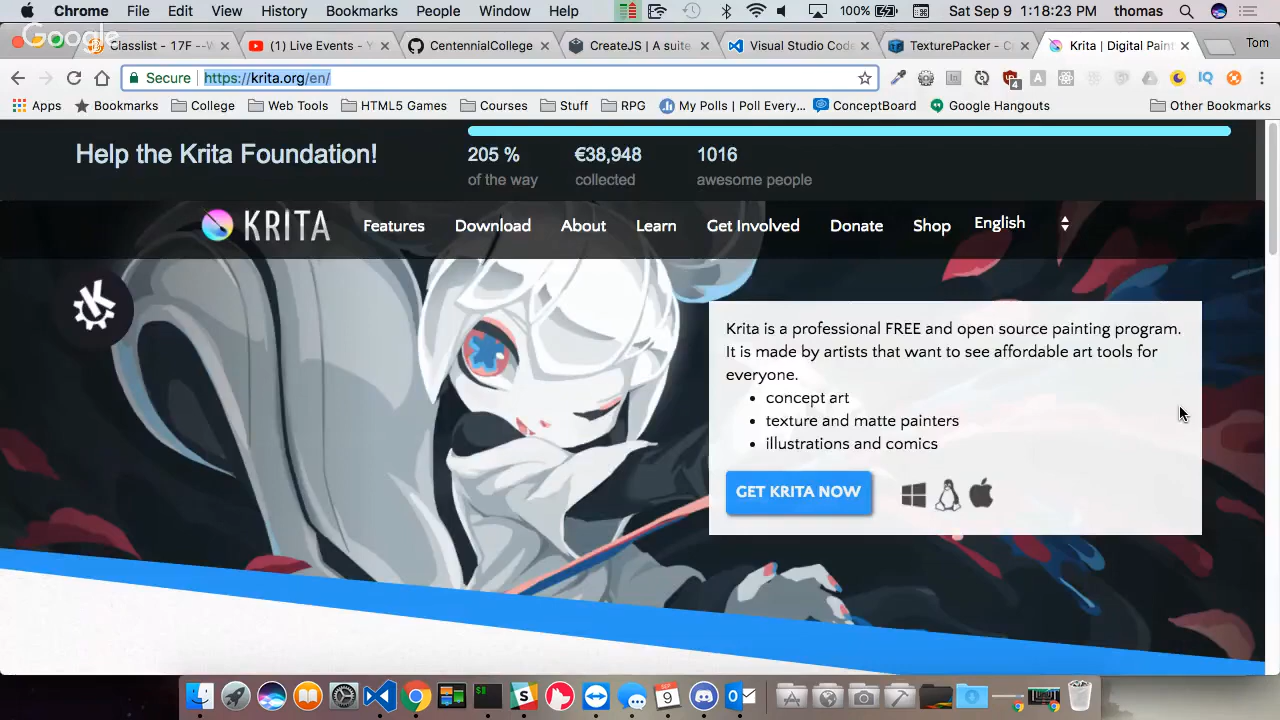 Chrome File Edit View History Bookmarks People Window Help 100% Sat Sep 9 1:18:23 PM thomas
Google
Classlist - 17F --W
(1) Live Events - Y
CentennialCollege
CreateJS | A suite
Visual Studio Code
TexturePacker - Cr
Krita | Digital Paint
Tom
Secure https://krita.org/en/
4
IQ
Apps Bookmarks College Web Tools HTML5 Games Courses Stuff RPG My Polls | Poll Every... ConceptBoard Google Hangouts Other Bookmarks
Help the Krita Foundation!
205 % €38,948 1016
of the way collected awesome people
KRITA Features Download About Learn Get Involved Donate Shop English
Krita is a professional FREE and open source painting program.
It is made by artists that want to see affordable art tools for
everyone.
• concept art
• texture and matte painters
• illustrations and comics
GET KRITA NOW